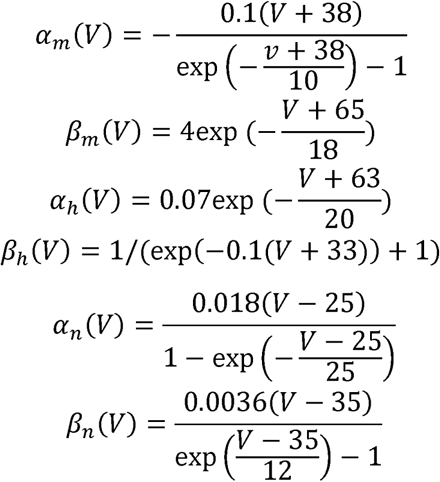 α_m(V) = −0.1(V + 38)/(exp(−(v + 38)/10) − 1)
β_m(V) = 4exp (−(V + 65)/18)
α_h(V) = 0.07exp (−(V + 63)/20)
β_h(V) = 1/(exp(−0.1(V + 33)) + 1)
α_n(V) = 0.018(V − 25)/(1 − exp(−(V − 25)/25))
β_n(V) = 0.0036(V − 35)/(exp((V − 35)/12) − 1)